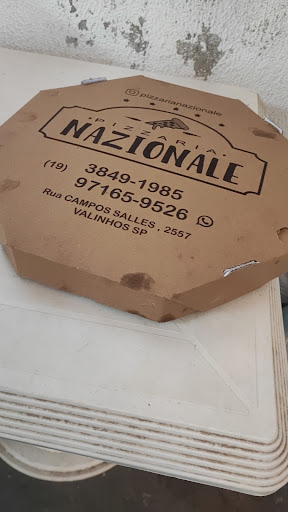 pizzarianazionale
PIZZARIA
NAZIONALE
(19) 3849-1985
97165-9526
Rua CAMPOS SALLES , 2557
VALINHOS SP